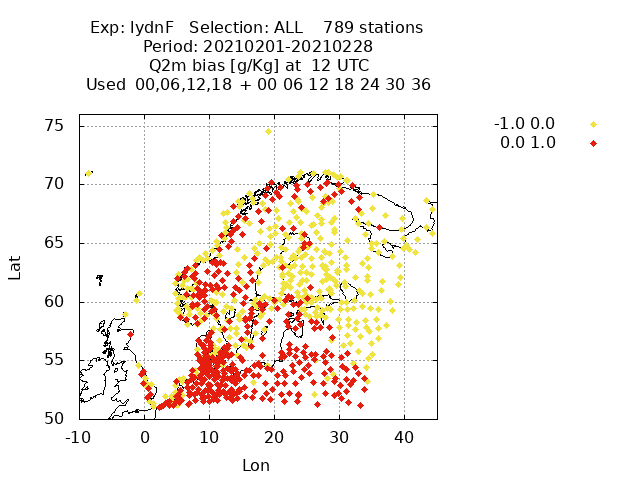 Exp: IydnF Selection: ALL 789 stations
Period: 20210201-20210228
Q2m bias [g/Kg] at 12 UTC
Used 00,06,12,18 + 00 06 12 18 24 30 36
-1.0 0.0
0.0 1.0
75
70
65
60
55
50
Lat
-10 0 10 20 30 40
Lon